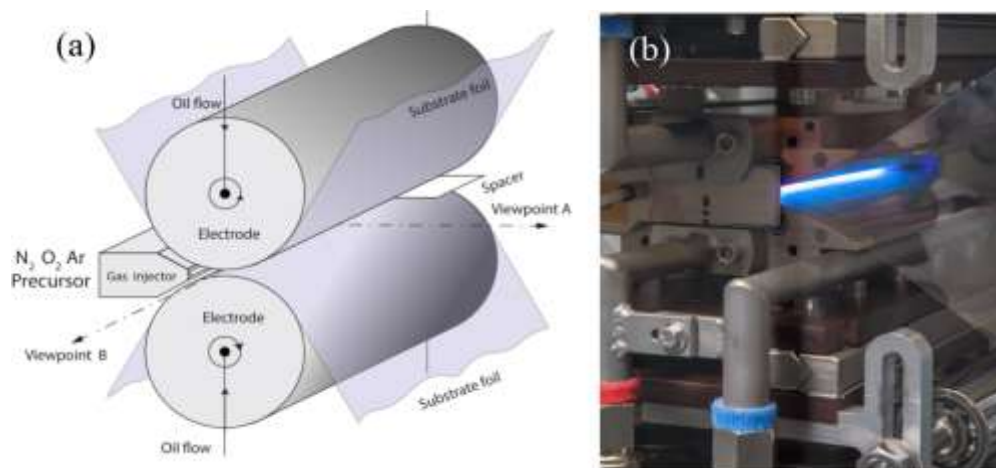 (a)
Oil flow
Substrate foil
Spacer
Viewpoint A
Electrode
N₂ O₂ Ar
Precursor
Gas injector
Electrode
Viewpoint B
Substrate foil
Oil flow
(b)